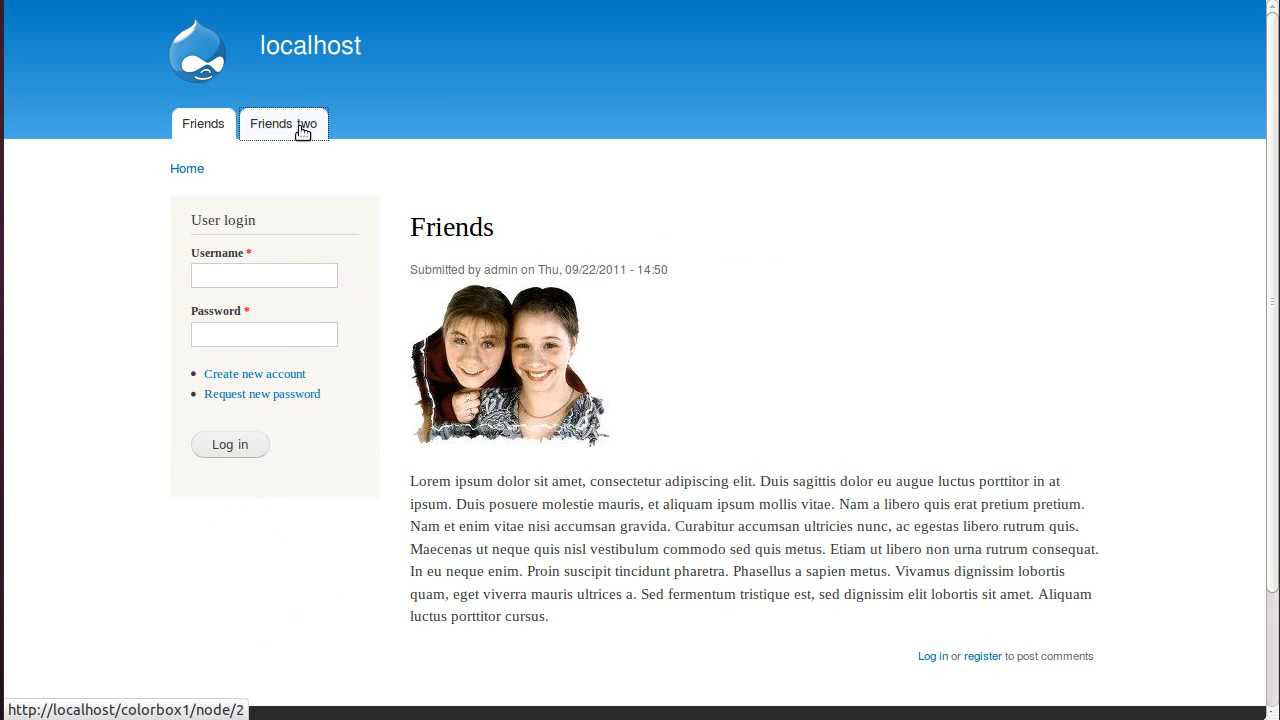 localhost
Friends
Friends two
Home
User login
Username *
Password *
Create new account
Request new password
Log in
Friends
Submitted by admin on Thu, 09/22/2011 - 14:50
Lorem ipsum dolor sit amet, consectetur adipiscing elit. Duis sagittis dolor eu augue luctus porttitor in at
ipsum. Duis posuere molestie mauris, et aliquam ipsum mollis vitae. Nam a libero quis erat pretium pretium.
Nam et enim vitae nisi accumsan gravida. Curabitur accumsan ultricies nunc, ac egestas libero rutrum quis.
Maecenas ut neque quis nisl vestibulum commodo sed quis metus. Etiam ut libero non urna rutrum consequat.
In eu neque enim. Proin suscipit tincidunt pharetra. Phasellus a sapien metus. Vivamus dignissim lobortis
quam, eget viverra mauris ultrices a. Sed fermentum tristique est, sed dignissim elit lobortis sit amet. Aliquam
luctus porttitor cursus.
Log in or register to post comments
http://localhost/colorbox1/node/2